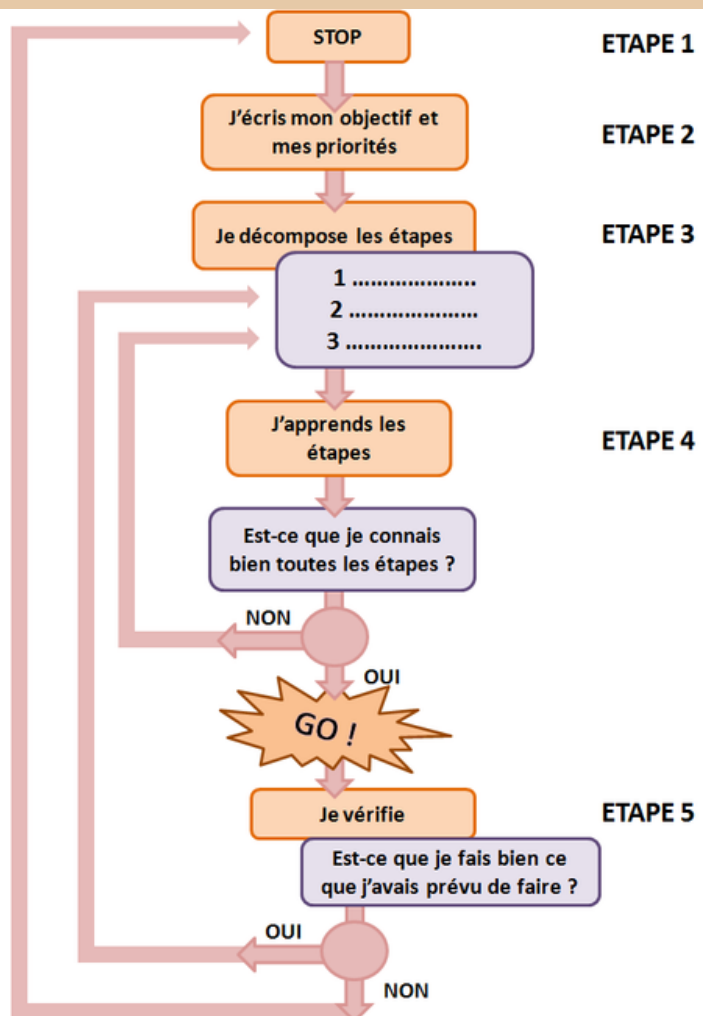 STOP
ETAPE 1
J'écris mon objectif et
mes priorités
ETAPE 2
Je décompose les étapes
ETAPE 3
1 ………………..
2 …………………
3 ………………….
J'apprends les
étapes
ETAPE 4
Est-ce que je connais
bien toutes les étapes ?
NON
OUI
GO !
Je vérifie
ETAPE 5
Est-ce que je fais bien ce
que j'avais prévu de faire ?
OUI
NON